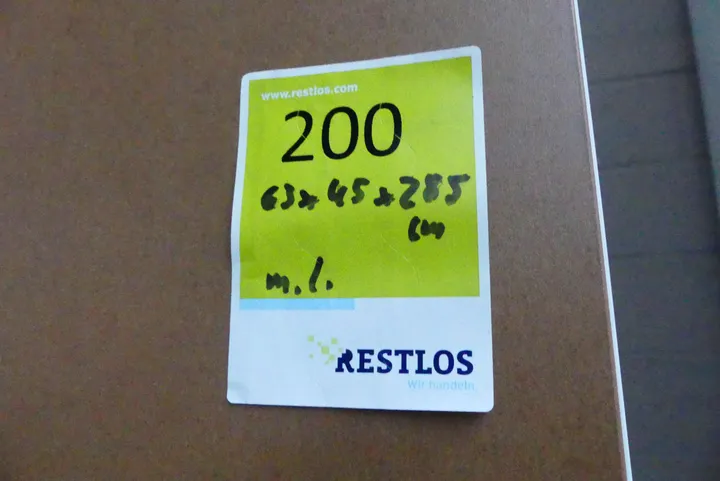 www.restlos.com
200
63x45x285
cm
m.l.
RESTLOS
Wir handeln